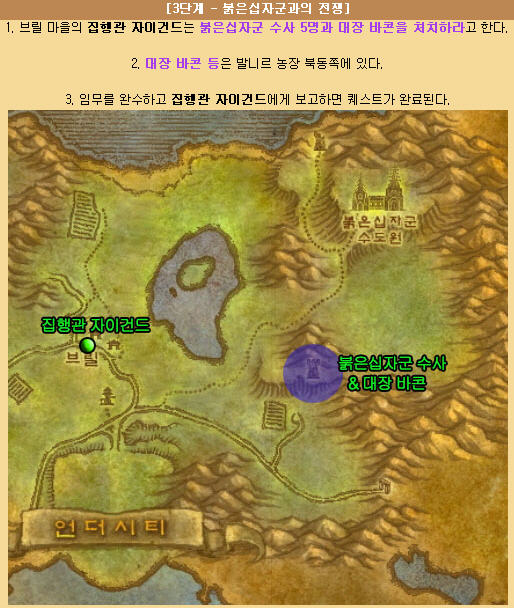 [3단계 - 붉은십자군과의 전쟁]
1. 브릴 마을의 집행관 자이건드는 붉은십자군 수사 5명과 대장 바콘을 처치하라고 한다.
2. 대장 바콘 등은 발니르 농장 북동쪽에 있다.
3. 임무를 완수하고 집행관 자이건드에게 보고하면 퀘스트가 완료된다.
붉은십자군
수도원
집행관 자이건드
브릴
붉은십자군 수사
&대장 바콘
언더시티